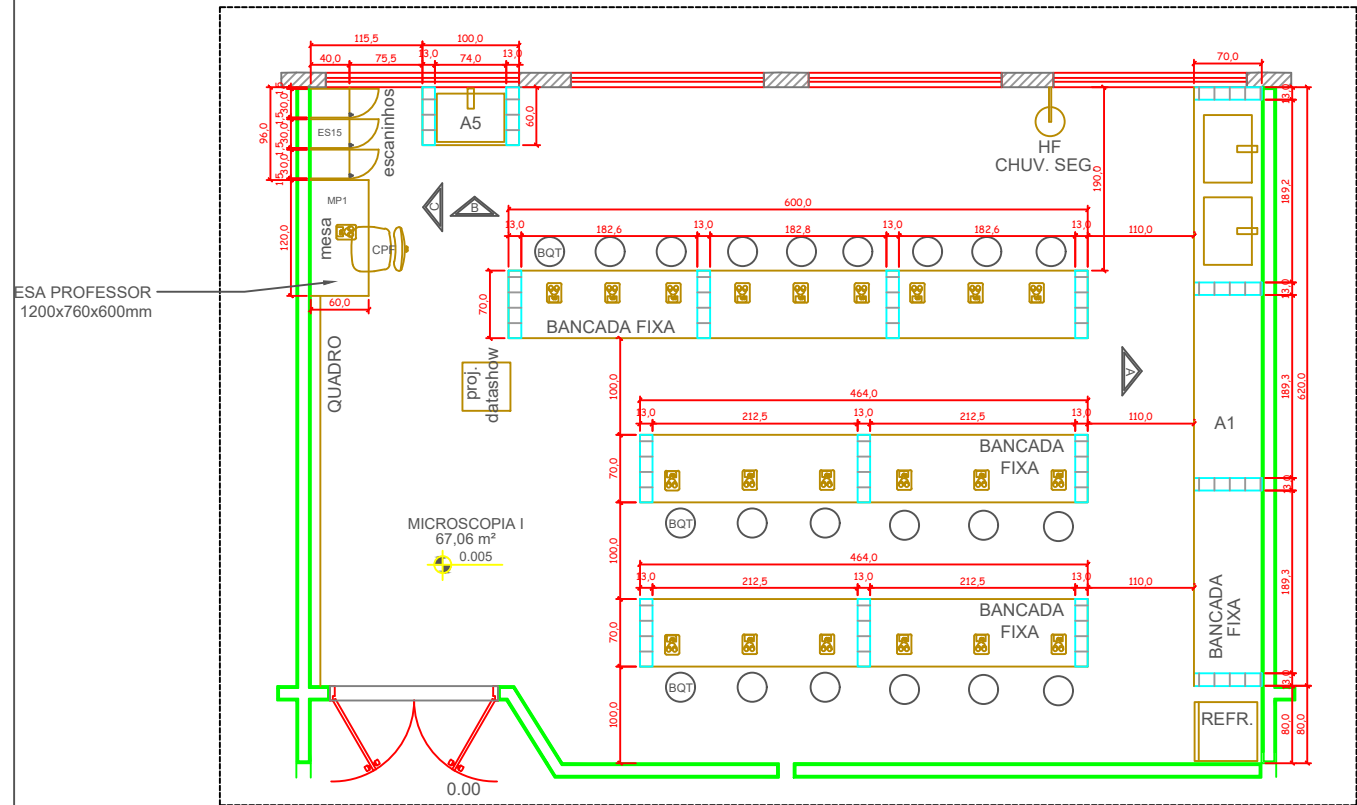 115,5
100,0
40,0
75,5
13,0
74,0
13,0
70,0
1,5
30,0
1,5
30,0
1,5
30,0
1,5
96,0
ES15
escaninhos
A5
60,0
HF
CHUV. SEG.
190,0
13,0
189,2
120,0
MP1
mesa
CPF
C
B
600,0
13,0
182,6
13,0
182,8
13,0
182,6
13,0
110,0
BQT
ESA PROFESSOR
1200x760x600mm
60,0
70,0
BANCADA FIXA
13,0
QUADRO
proj.
datashow
100,0
A
189,3
620,0
464,0
13,0
212,5
13,0
212,5
13,0
110,0
A1
BANCADA
FIXA
70,0
13,0
MICROSCOPIA I
67,06 m²
0.005
BQT
100,0
464,0
13,0
212,5
13,0
212,5
13,0
110,0
189,3
BANCADA
FIXA
BANCADA
FIXA
70,0
BQT
13,0
100,0
REFR.
80,0
80,0
0.00